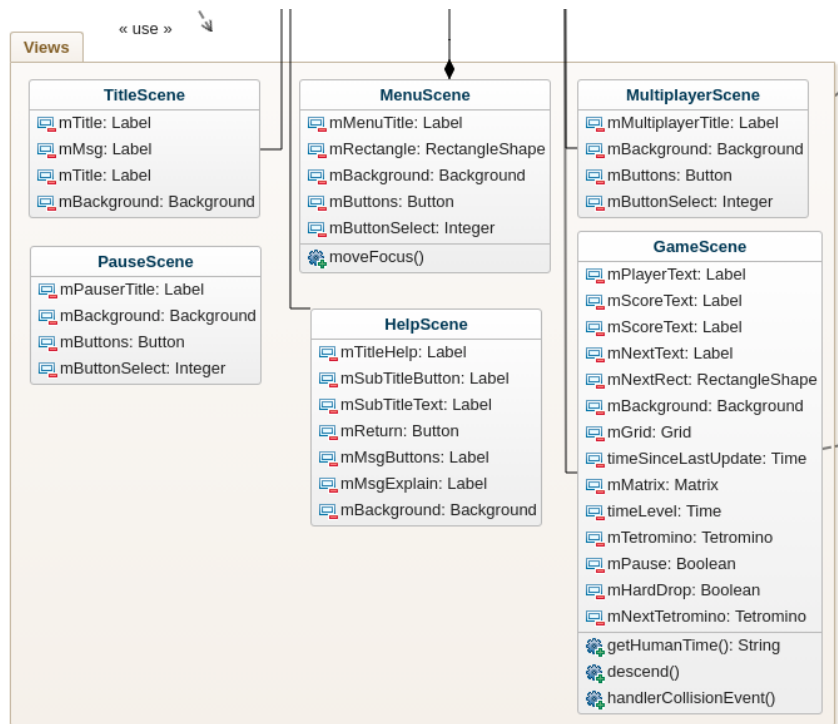 « use »
Views
TitleScene
mTitle: Label
mMsg: Label
mTitle: Label
mBackground: Background
PauseScene
mPauserTitle: Label
mBackground: Background
mButtons: Button
mButtonSelect: Integer
MenuScene
mMenuTitle: Label
mRectangle: RectangleShape
mBackground: Background
mButtons: Button
mButtonSelect: Integer
moveFocus()
HelpScene
mTitleHelp: Label
mSubTitleButton: Label
mSubTitleText: Label
mReturn: Button
mMsgButtons: Label
mMsgExplain: Label
mBackground: Background
MultiplayerScene
mMultiplayerTitle: Label
mBackground: Background
mButtons: Button
mButtonSelect: Integer
GameScene
mPlayerText: Label
mScoreText: Label
mScoreText: Label
mNextText: Label
mNextRect: RectangleShape
mBackground: Background
mGrid: Grid
timeSinceLastUpdate: Time
mMatrix: Matrix
timeLevel: Time
mTetromino: Tetromino
mPause: Boolean
mHardDrop: Boolean
mNextTetromino: Tetromino
getHumanTime(): String
descend()
handlerCollisionEvent()